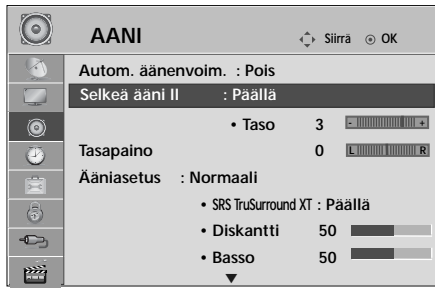 AANI Siirrä OK
Autom. äänenvoim. : Pois
Selkeä ääni II : Päällä
• Taso 3 - +
Tasapaino 0 L R
Ääniasetus : Normaali
• SRS TruSurround XT : Päällä
• Diskantti 50
• Basso 50